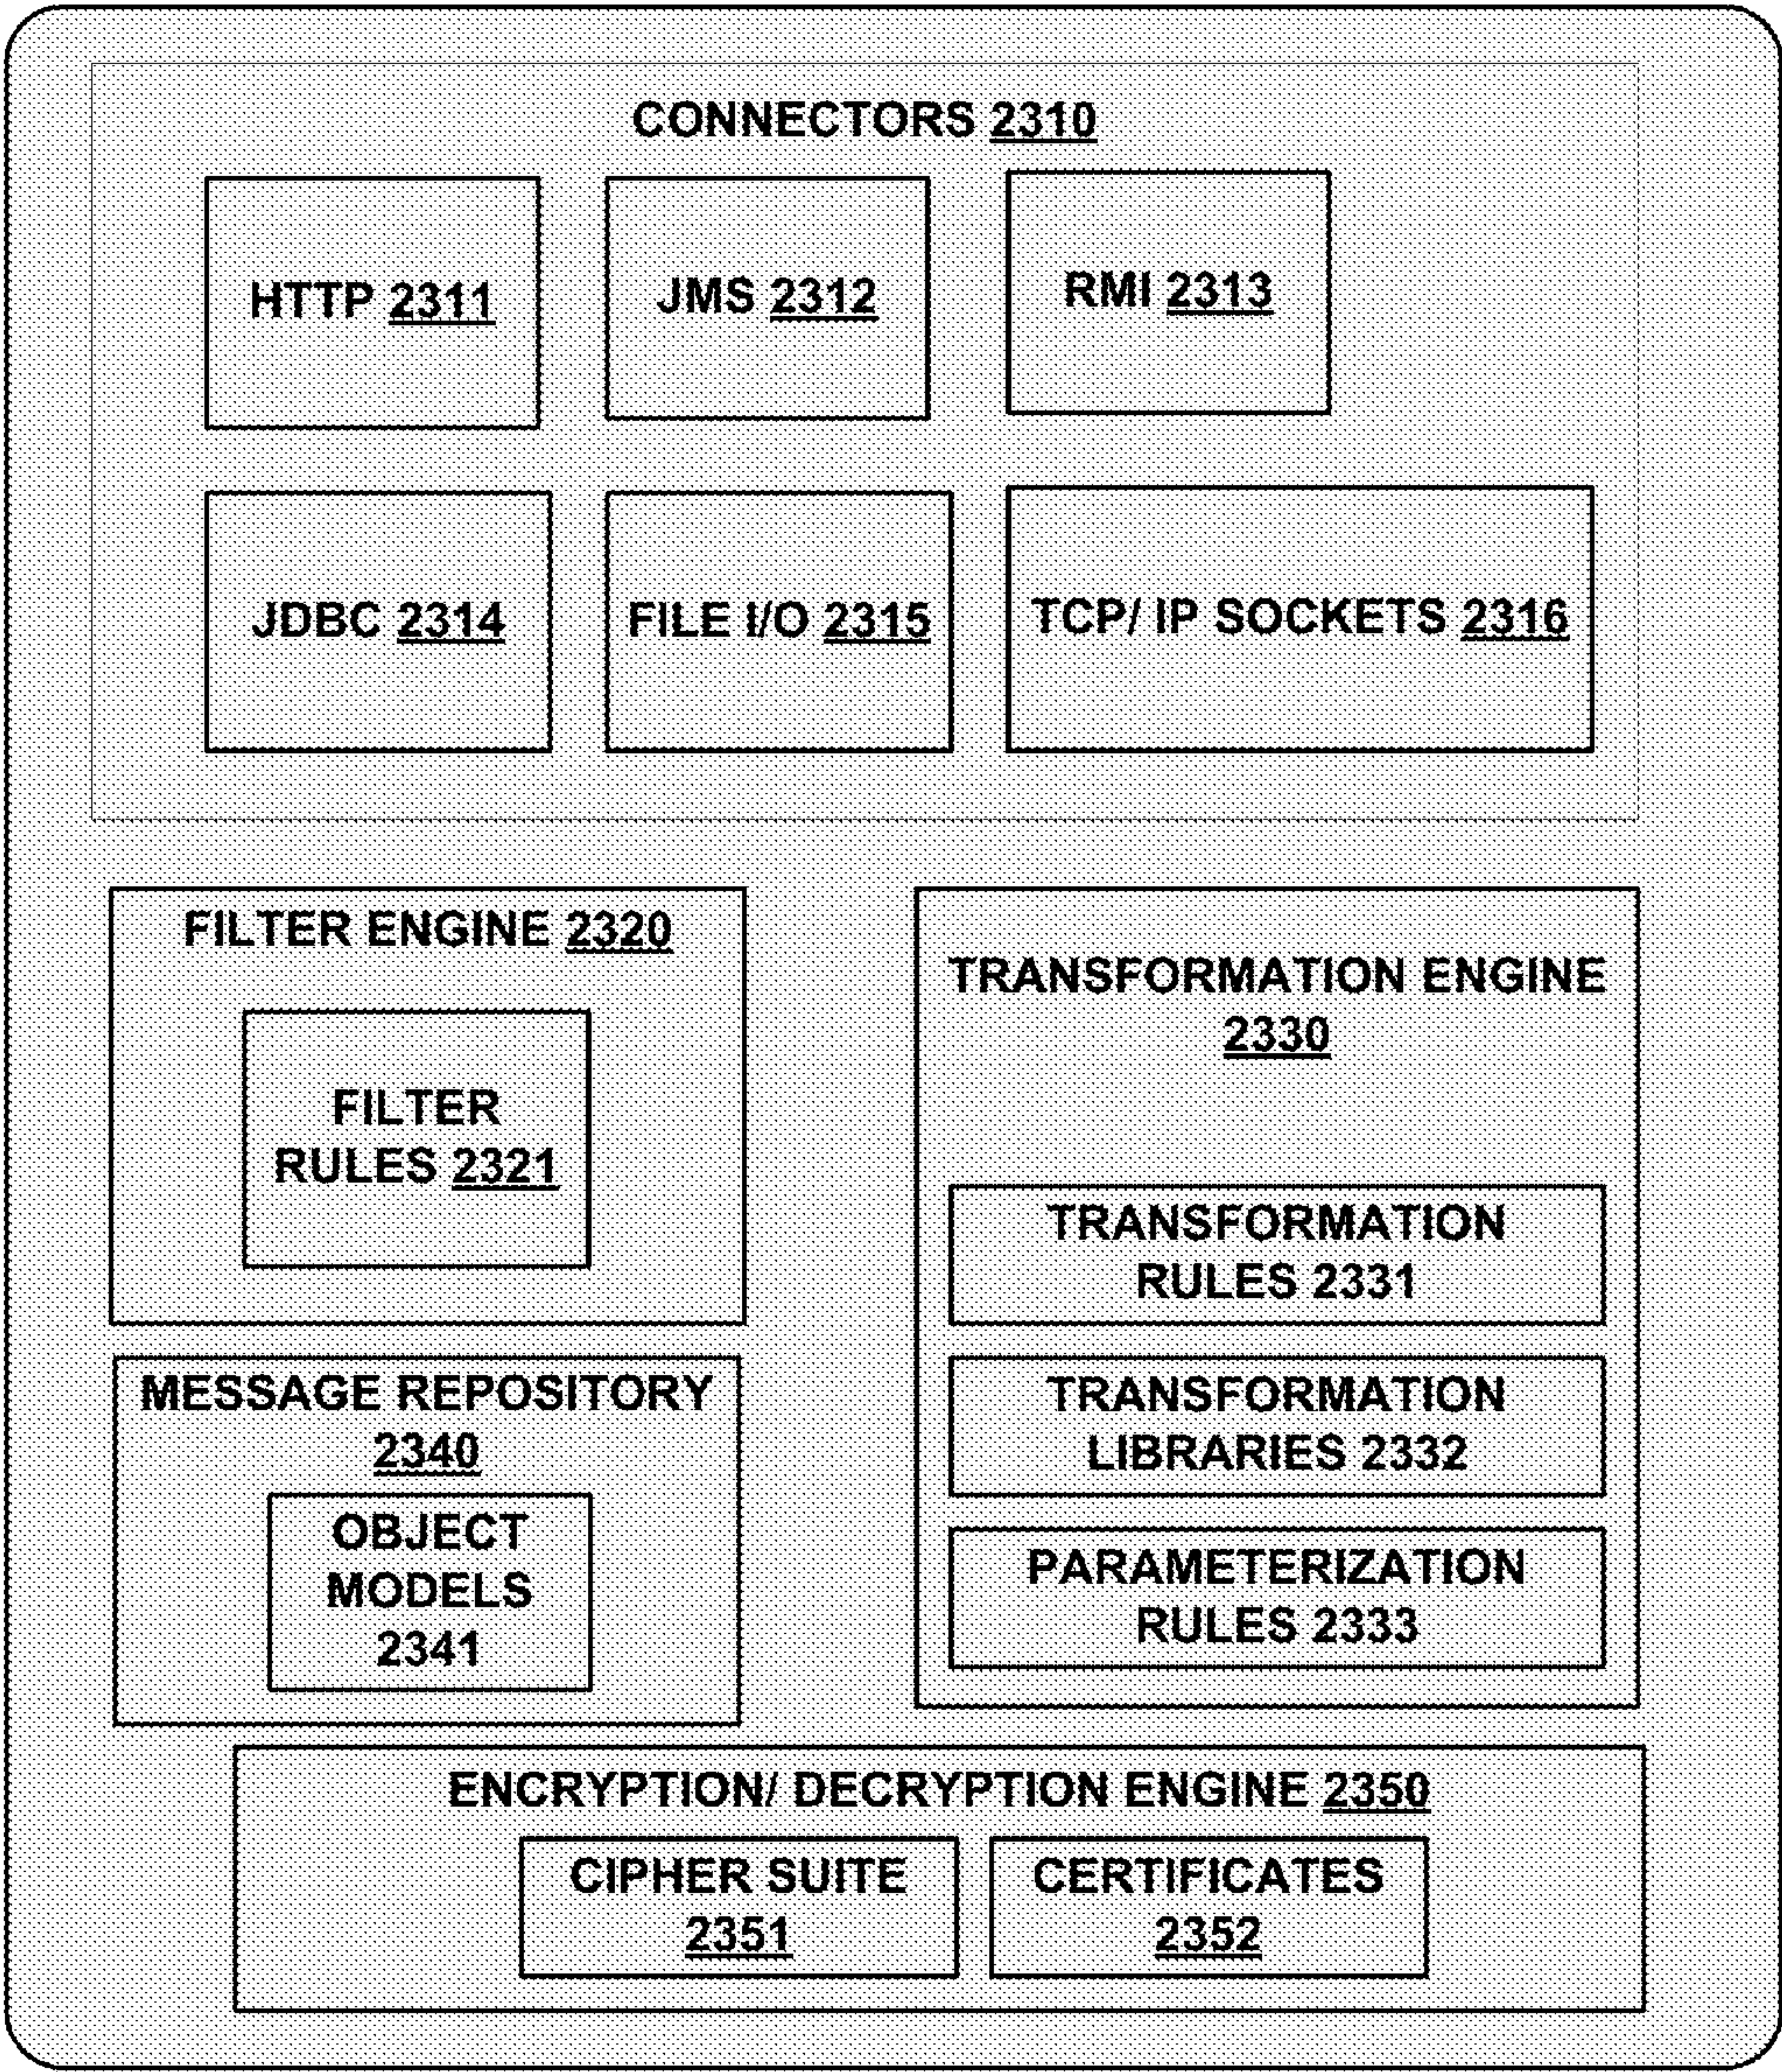 CONNECTORS 2310
HTTP 2311
JMS 2312
RMI 2313
JDBC 2314
FILE I/O 2315
TCP/ IP SOCKETS 2316
FILTER ENGINE 2320
FILTER
RULES 2321
TRANSFORMATION ENGINE
2330
TRANSFORMATION
RULES 2331
TRANSFORMATION
LIBRARIES 2332
PARAMETERIZATION
RULES 2333
MESSAGE REPOSITORY
2340
OBJECT
MODELS
2341
ENCRYPTION/ DECRYPTION ENGINE 2350
CIPHER SUITE
2351
CERTIFICATES
2352